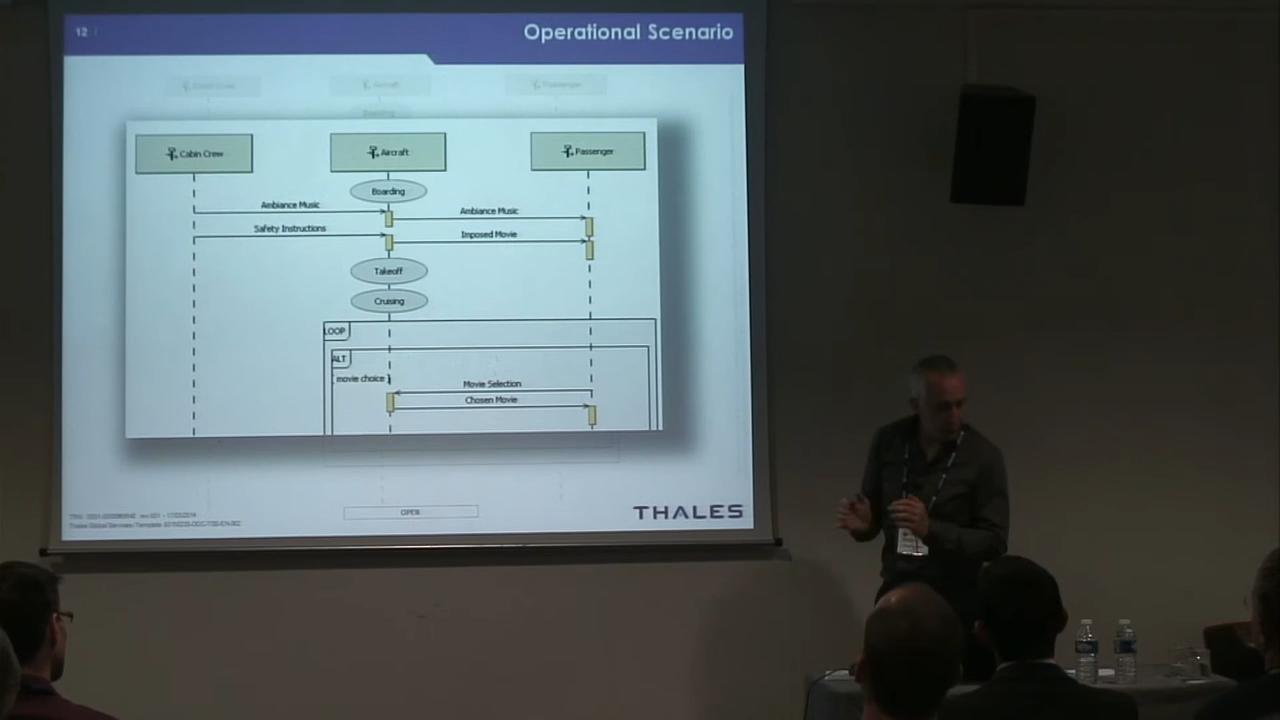 12
Operational Scenario
Cabin Crew
Aircraft
Passenger
Boarding
Ambiance Music
Ambiance Music
Safety Instructions
Imposed Movie
Takeoff
Cruising
LOOP
ALT
movie choice
Movie Selection
Chosen Movie
OPEN
THALES